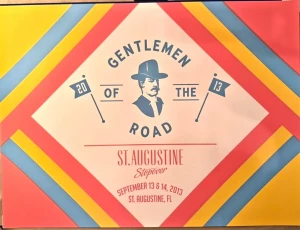 GENTLEMEN
20 OF THE 13
ROAD
ST. AUGUSTINE
Stopover
SEPTEMBER 13 & 14, 2013
ST. AUGUSTINE, FL